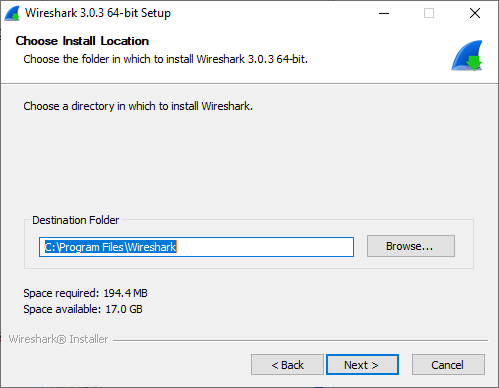 Wireshark 3.0.3 64-bit Setup
Choose Install Location
Choose the folder in which to install Wireshark 3.0.3 64-bit.
Choose a directory in which to install Wireshark.
Destination Folder
C:\Program Files\Wireshark
Browse...
Space required: 194.4 MB
Space available: 17.0 GB
Wireshark® Installer
< Back
Next >
Cancel